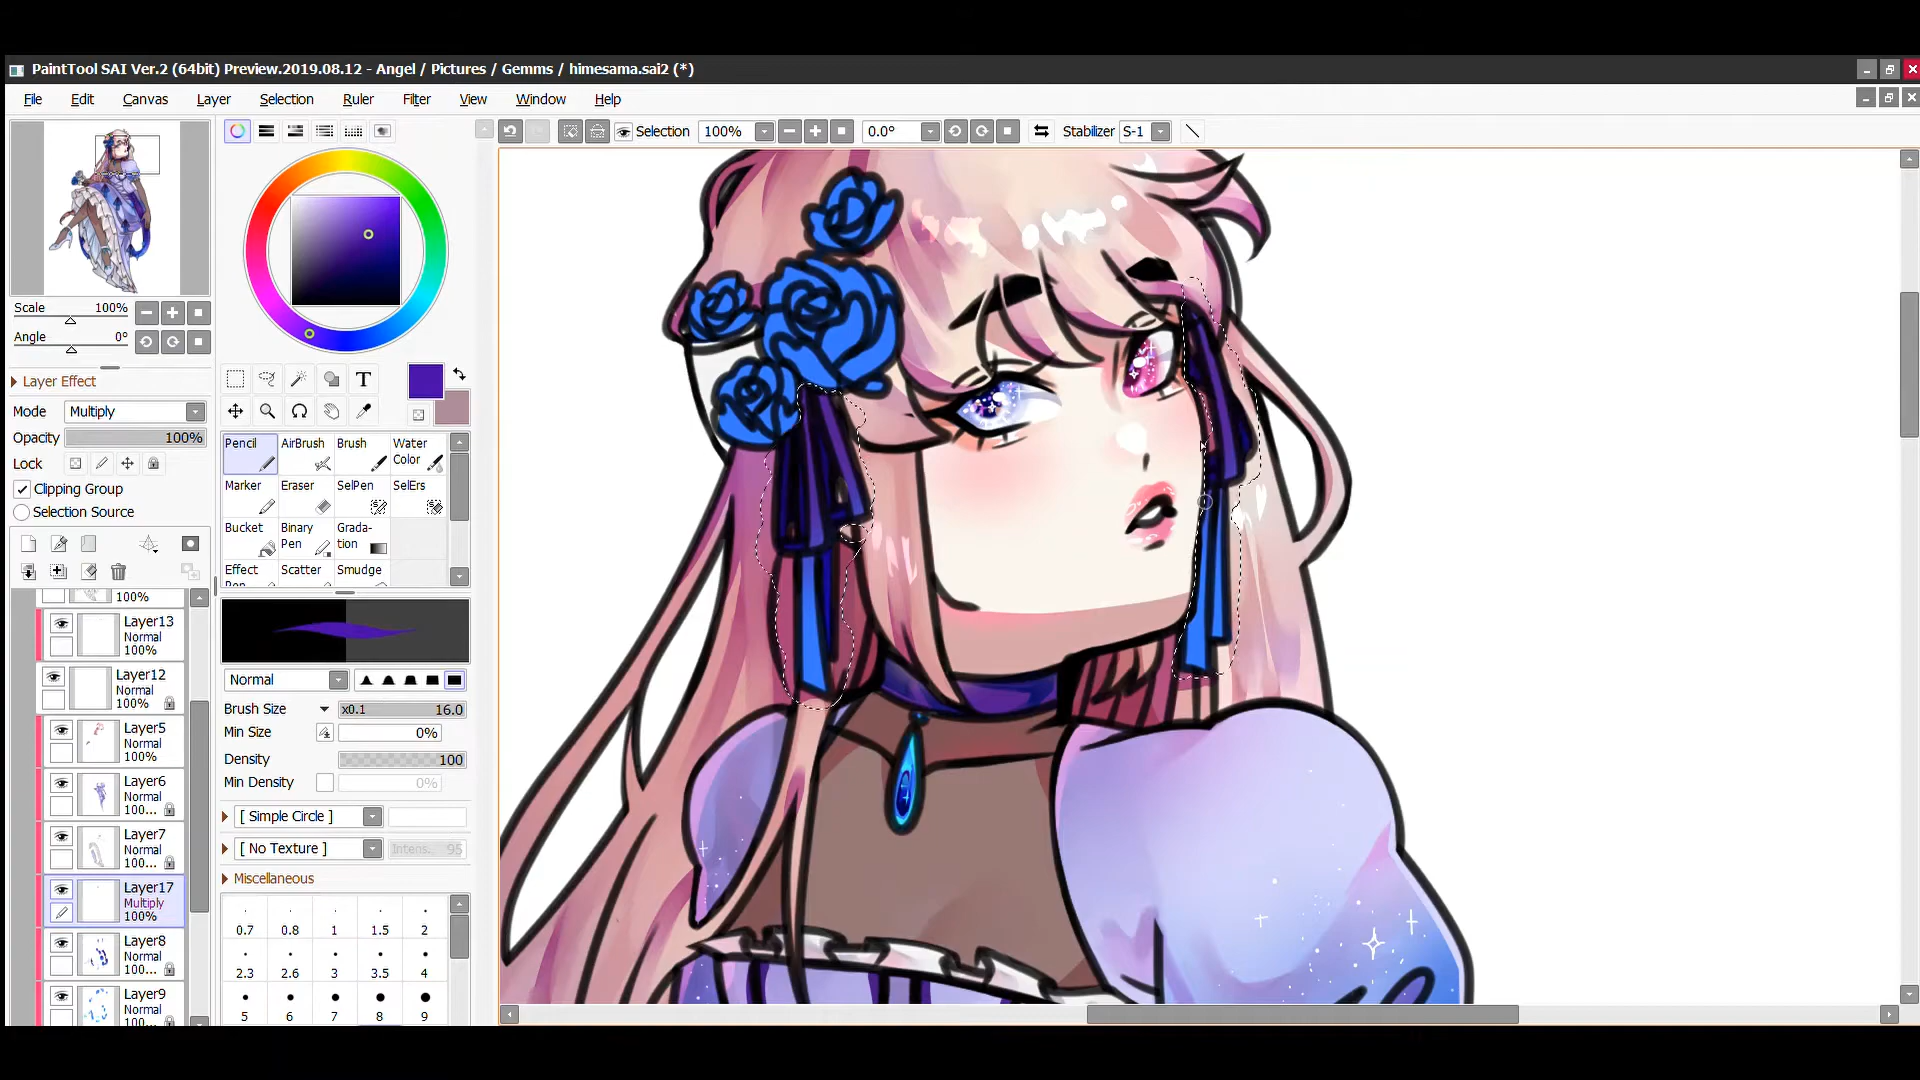 PaintTool SAI Ver.2 (64bit) Preview.2019.08.12 - Angel / Pictures / Gemms / himesama.sai2 (*)
File Edit Canvas Layer Selection Ruler Filter View Window Help
Selection 100% 0.0° Stabilizer S-1
Scale 100%
Angle 0°
Layer Effect
Mode Multiply
Opacity 100%
Lock
Clipping Group
Selection Source
100%
Layer13
Normal
100%
Layer12
Normal
100%
Layer5
Normal
100%
Layer6
Normal
100...
Layer7
Normal
100...
Layer17
Multiply
100%
Layer8
Normal
100...
Layer9
Normal
100...
T
Pencil AirBrush Brush Water Color
Marker Eraser SelPen SelErs
Bucket Binary Pen Grada-tion
Effect Pen Scatter Smudge
Normal
Brush Size x0.1 16.0
Min Size 0%
Density 100
Min Density 0%
[ Simple Circle ]
[ No Texture ] Intens... 95
Miscellaneous
0.7 0.8 1 1.5 2
2.3 2.6 3 3.5 4
5 6 7 8 9